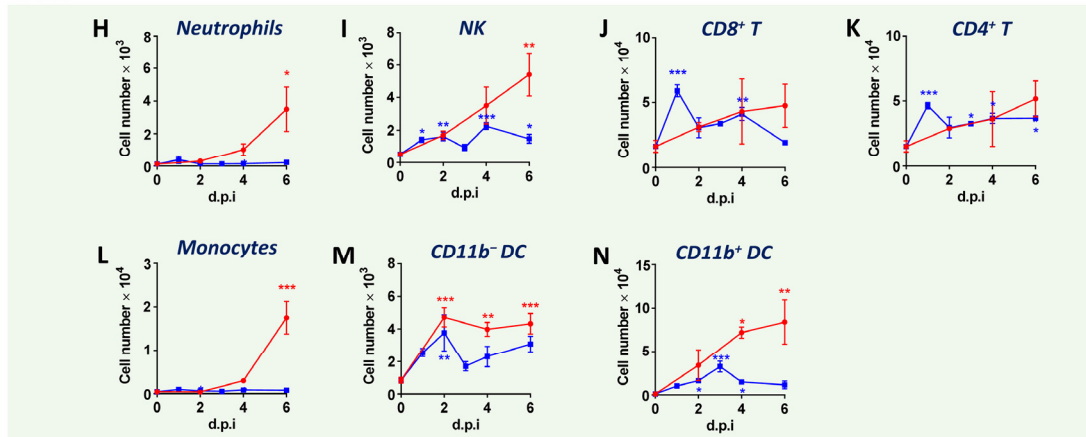 H Neutrophils
Cell number × 10³
8
6
4
2
0
*
0 2 4 6
d.p.i
I NK
Cell number × 10³
8
6
4
2
0
* ** *** * **
0 2 4 6
d.p.i
J CD8⁺ T
Cell number × 10⁴
10
5
0
*** **
0 2 4 6
d.p.i
K CD4⁺ T
Cell number × 10⁴
10
5
0
*** * * *
0 2 4 6
d.p.i
L Monocytes
Cell number × 10⁴
3
2
1
0
* ***
0 2 4 6
d.p.i
M CD11b⁻ DC
Cell number × 10³
8
6
4
2
0
*** ** ***
**
0 2 4 6
d.p.i
N CD11b⁺ DC
Cell number × 10⁴
15
10
5
0
* **
***
* *
0 2 4 6
d.p.i